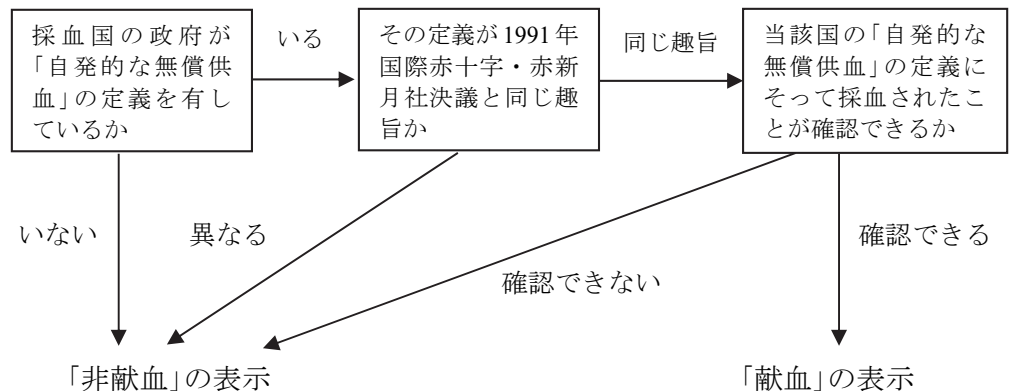 採血国の政府が
「自発的な無償供
血」の定義を有し
ているか
いる
その定義が1991年
国際赤十字・赤新
月社決議と同じ趣
旨か
同じ趣旨
当該国の「自発的な
無償供血」の定義に
そって採血されたこ
とが確認できるか
いない
異なる
確認できない
確認できる
「非献血」の表示
「献血」の表示